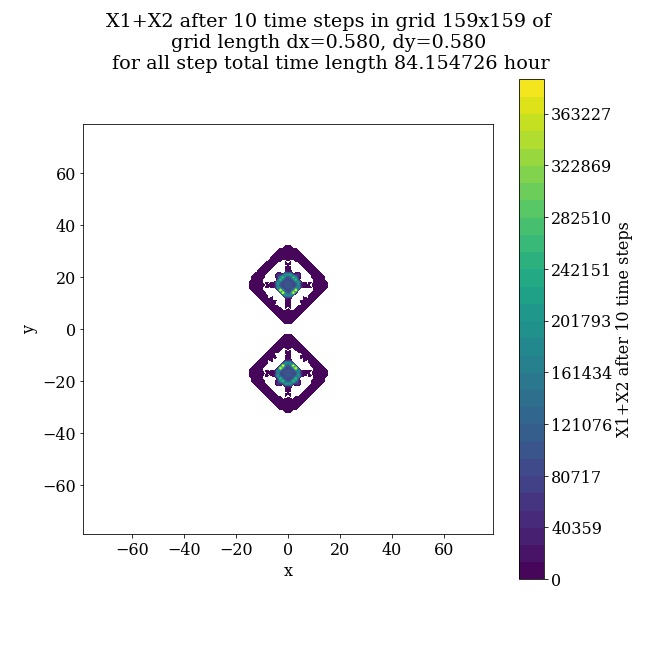 X1+X2 after 10 time steps in grid 159x159 of
grid length dx=0.580, dy=0.580
for all step total time length 84.154726 hour
363227
322869
282510
242151
201793
161434
121076
80717
40359
0
X1+X2 after 10 time steps
60
40
20
0
−20
−40
−60
y
−60 −40 −20 0 20 40 60
x